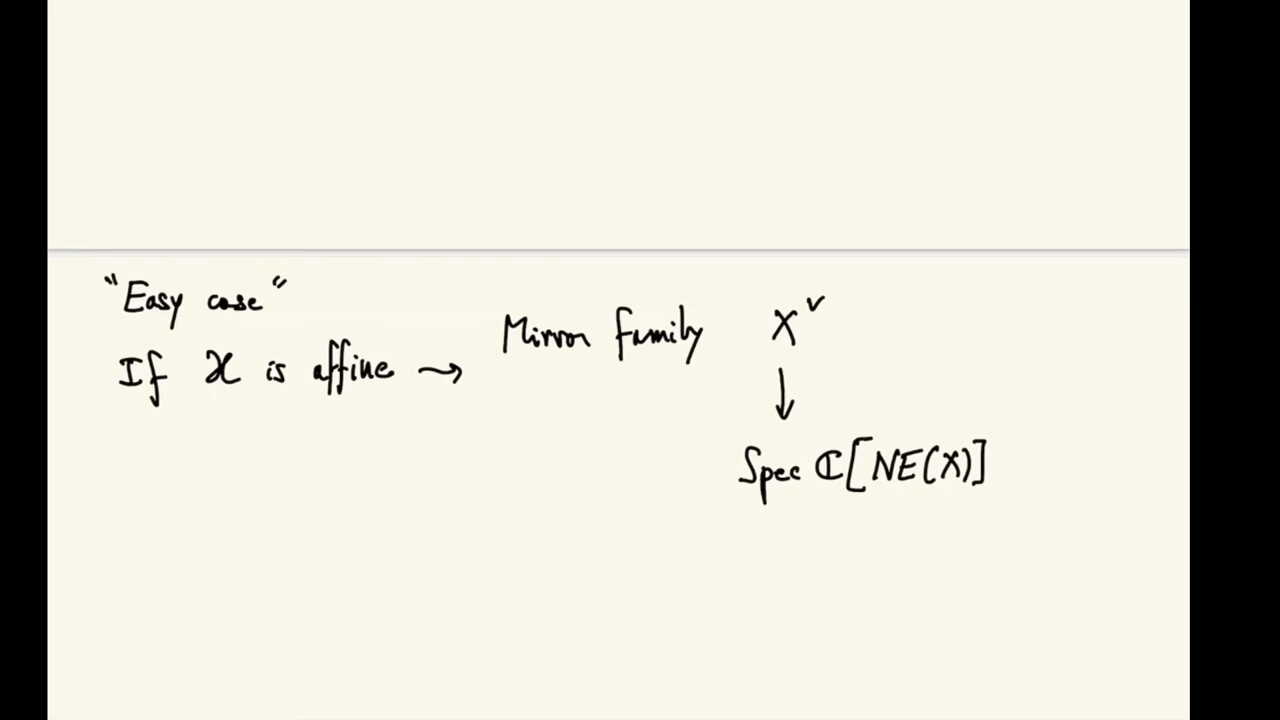 "Easy case"
If 𝒳 is affine ⤳ Mirror family X^∨
↓
Spec ℂ[NE(X)]